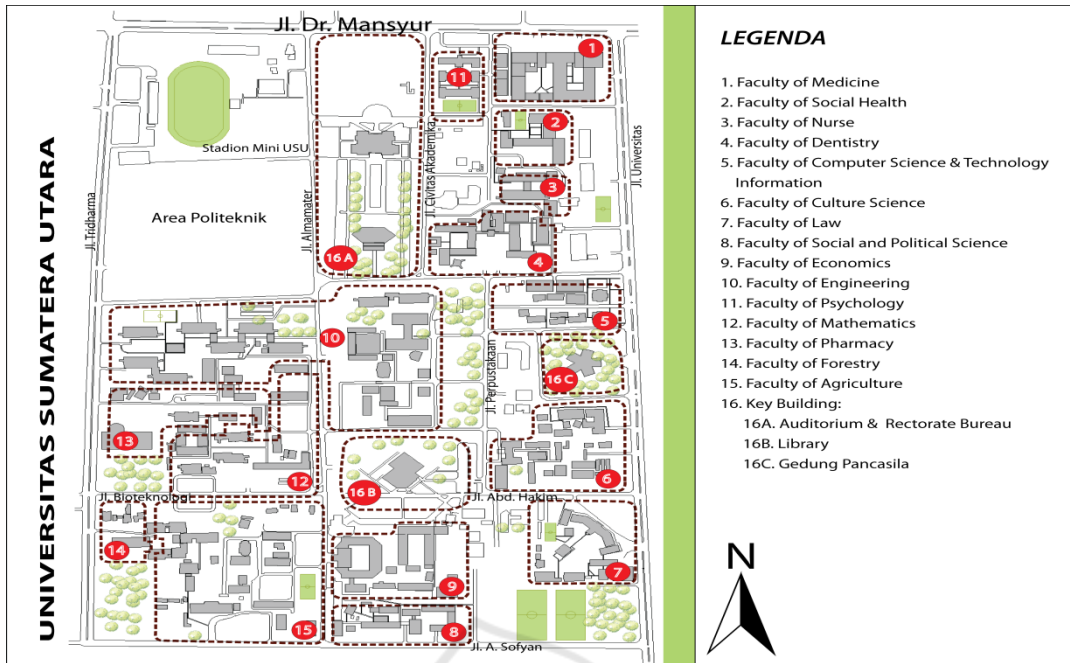 UNIVERSITAS SUMATERA UTARA
Jl. Dr. Mansyur
1
11
2
Stadion Mini USU
Jl. Civitas Akademika
Jl. Universitas
3
Area Politeknik
Jl. Tridharma
Jl. Almamater
16 A
4
5
10
16 C
Jl. Perpustakaan
13
6
12
16 B
Jl. Bioteknologi
Jl. Abd. Hakim
14
7
9
15
8
Jl. A. Sofyan
LEGENDA
1. Faculty of Medicine
2. Faculty of Social Health
3. Faculty of Nurse
4. Faculty of Dentistry
5. Faculty of Computer Science & Technology
Information
6. Faculty of Culture Science
7. Faculty of Law
8. Faculty of Social and Political Science
9. Faculty of Economics
10. Faculty of Engineering
11. Faculty of Psychology
12. Faculty of Mathematics
13. Faculty of Pharmacy
14. Faculty of Forestry
15. Faculty of Agriculture
16. Key Building:
16A. Auditorium & Rectorate Bureau
16B. Library
16C. Gedung Pancasila
N